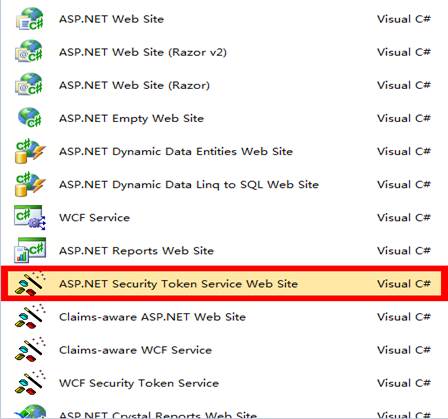 ASP.NET Web Site Visual C#
ASP.NET Web Site (Razor v2) Visual C#
ASP.NET Web Site (Razor) Visual C#
ASP.NET Empty Web Site Visual C#
ASP.NET Dynamic Data Entities Web Site Visual C#
ASP.NET Dynamic Data Linq to SQL Web Site Visual C#
WCF Service Visual C#
ASP.NET Reports Web Site Visual C#
ASP.NET Security Token Service Web Site Visual C#
Claims-aware ASP.NET Web Site Visual C#
Claims-aware WCF Service Visual C#
WCF Security Token Service Visual C#
ASP.NET Crystal Reports Web Site Visual C#